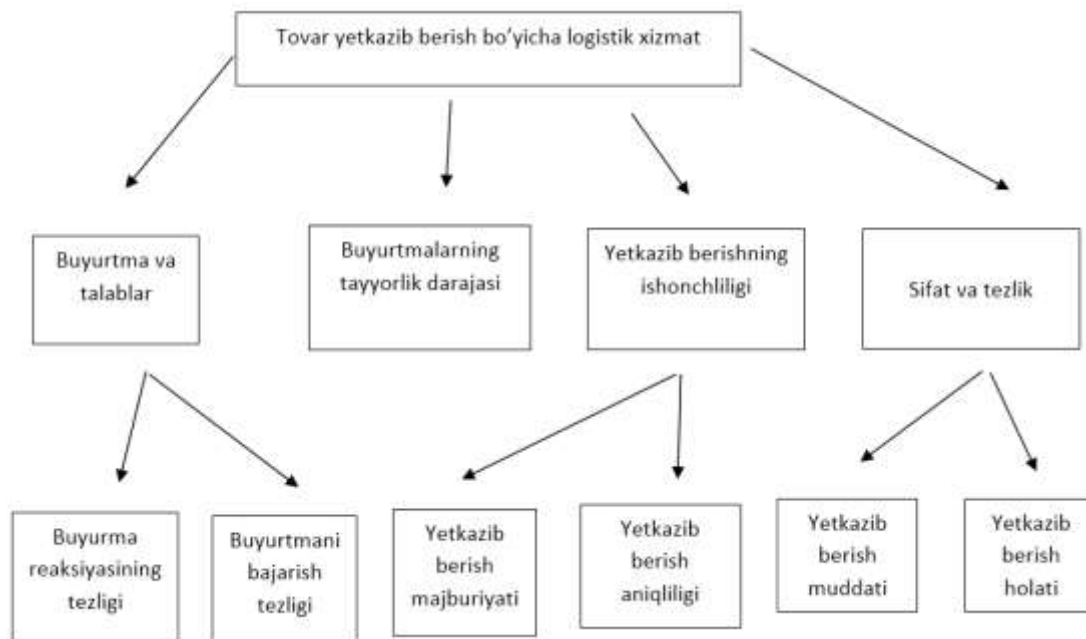 Tovar yetkazib berish bo’yicha logistik xizmat
Buyurtma va
talablar
Buyurtmalarning
tayyorlik darajasi
Yetkazib berishning
ishonchliligi
Sifat va tezlik
Buyurma
reaksiyasining
tezligi
Buyurtmani
bajarish
tezligi
Yetkazib
berish
majburiyati
Yetkazib
berish
aniqliligi
Yetkazib
berish
muddati
Yetkazib
berish
holati